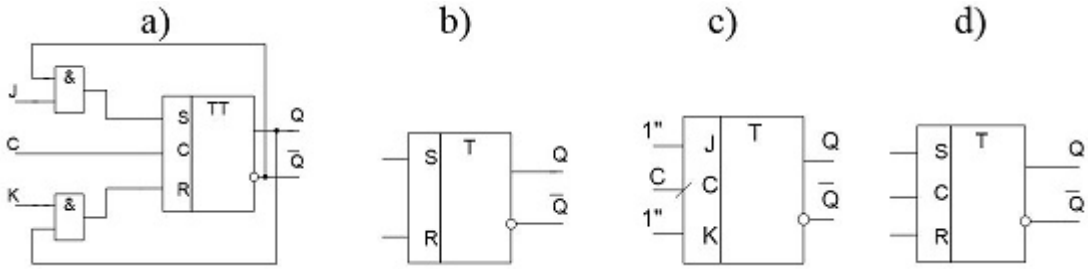 a) b) c) d)
&
J
S TT Q
C C Q̄
K R
&
S T Q
R Q̄
1" J T Q
C C Q̄
1" K
S T Q
C Q̄
R